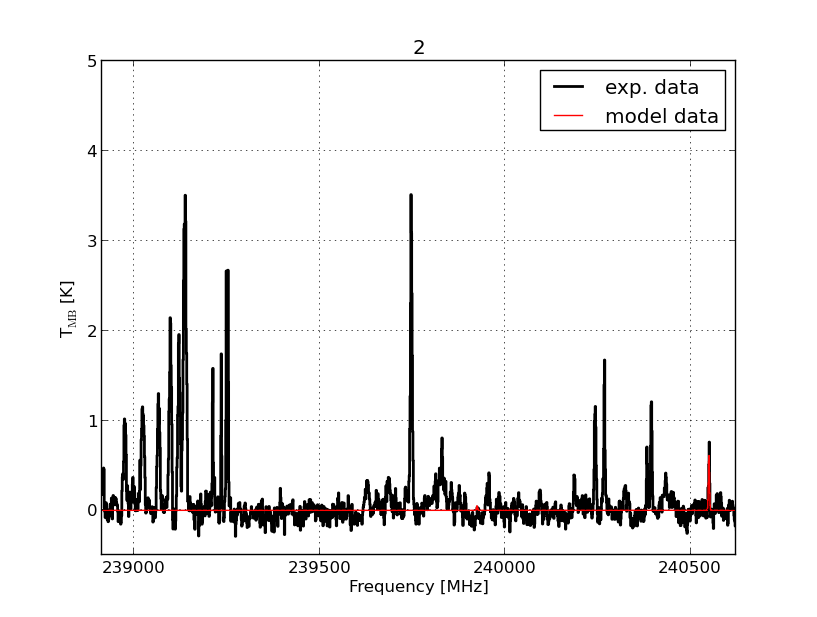 2
5
4
3
2
1
0
T_MB [K]
exp. data
model data
239000
239500
240000
240500
Frequency [MHz]